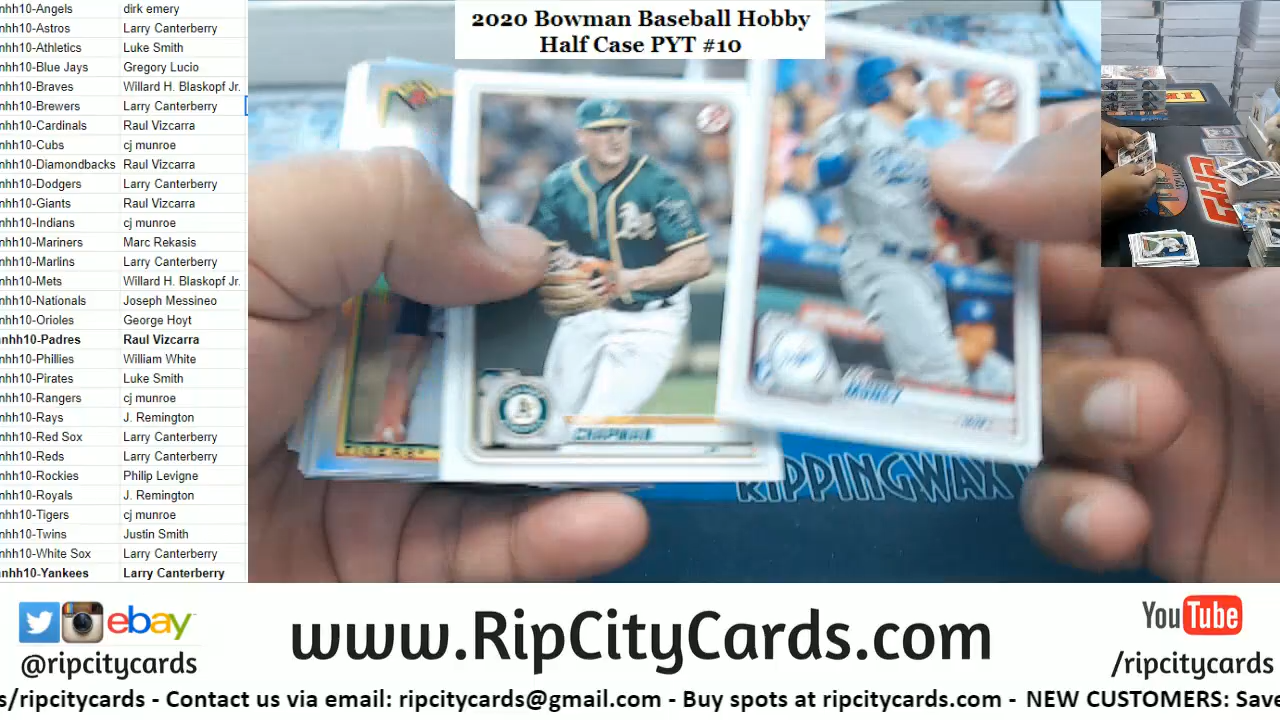 2020 Bowman Baseball Hobby
Half Case PYT #10
nhh10-Angels dirk emery
nhh10-Astros Larry Canterberry
nhh10-Athletics Luke Smith
nhh10-Blue Jays Gregory Lucio
nhh10-Braves Willard H. Blaskopf Jr.
nhh10-Brewers Larry Canterberry
nhh10-Cardinals Raul Vizcarra
nhh10-Cubs cj munroe
nhh10-Diamondbacks Raul Vizcarra
nhh10-Dodgers Larry Canterberry
nhh10-Giants Raul Vizcarra
nhh10-Indians cj munroe
nhh10-Mariners Marc Rekasis
nhh10-Marlins Larry Canterberry
nhh10-Mets Willard H. Blaskopf Jr.
nhh10-Nationals Joseph Messineo
nhh10-Orioles George Hoyt
nhh10-Padres Raul Vizcarra
nhh10-Phillies William White
nhh10-Pirates Luke Smith
nhh10-Rangers cj munroe
nhh10-Rays J. Remington
nhh10-Red Sox Larry Canterberry
nhh10-Reds Larry Canterberry
nhh10-Rockies Philip Levigne
nhh10-Royals J. Remington
nhh10-Tigers cj munroe
nhh10-Twins Justin Smith
nhh10-White Sox Larry Canterberry
nhh10-Yankees Larry Canterberry
A's
CHAPMAN
MUNCY
RIPPINGWAX
ebay
@ripcitycards
www.RipCityCards.com
YouTube
/ripcitycards
s/ripcitycards - Contact us via email: ripcitycards@gmail.com - Buy spots at ripcitycards.com - NEW CUSTOMERS: Save